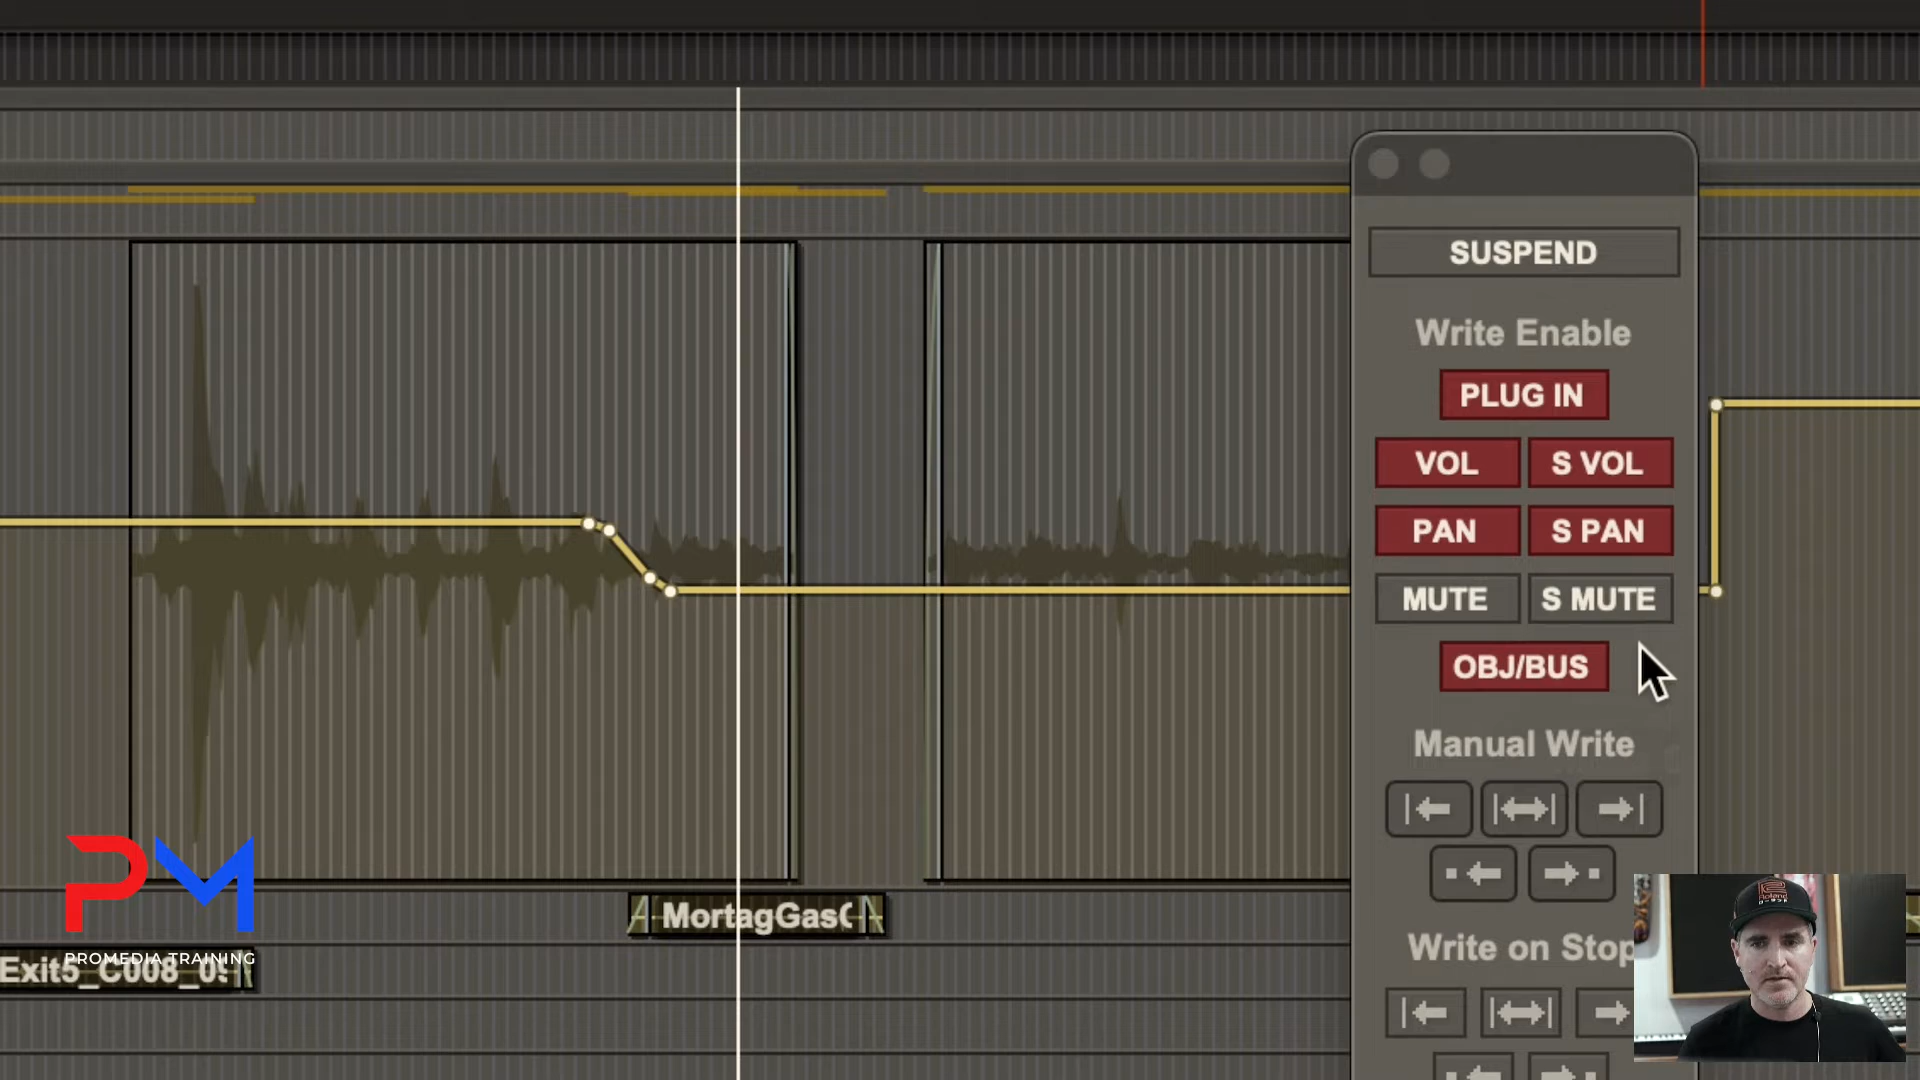 SUSPEND
Write Enable
PLUG IN
VOL
S VOL
PAN
S PAN
MUTE
S MUTE
OBJ/BUS
Manual Write
Write on Stop
MortagGas
Exit5_C008_0
PROMEDIA TRAINING
PM